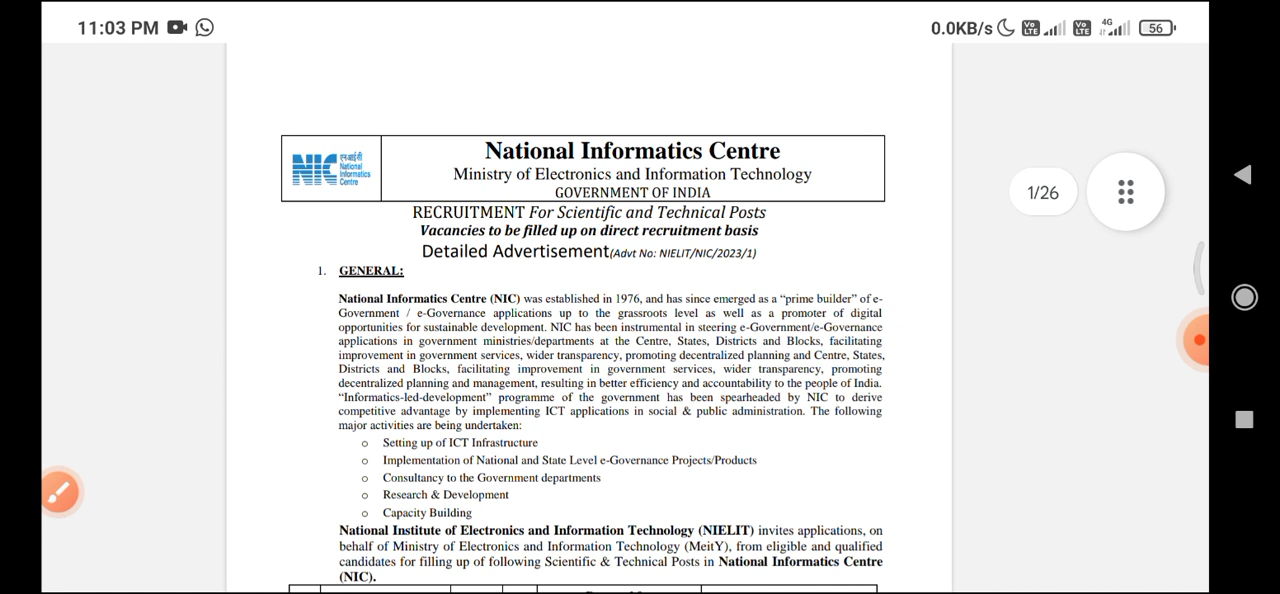 11:03 PM
0.0KB/s Vo LTE Vo LTE 4G 56
1/26
एनआईसी
NIC National
Informatics
Centre
National Informatics Centre
Ministry of Electronics and Information Technology
GOVERNMENT OF INDIA
RECRUITMENT For Scientific and Technical Posts
Vacancies to be filled up on direct recruitment basis
Detailed Advertisement(Advt No: NIELIT/NIC/2023/1)
1. GENERAL:
National Informatics Centre (NIC) was established in 1976, and has since emerged as a “prime builder” of e-
Government / e-Governance applications up to the grassroots level as well as a promoter of digital
opportunities for sustainable development. NIC has been instrumental in steering e-Government/e-Governance
applications in government ministries/departments at the Centre, States, Districts and Blocks, facilitating
improvement in government services, wider transparency, promoting decentralized planning and Centre, States,
Districts and Blocks, facilitating improvement in government services, wider transparency, promoting
decentralized planning and management, resulting in better efficiency and accountability to the people of India.
“Informatics-led-development” programme of the government has been spearheaded by NIC to derive
competitive advantage by implementing ICT applications in social & public administration. The following
major activities are being undertaken:
o Setting up of ICT Infrastructure
o Implementation of National and State Level e-Governance Projects/Products
o Consultancy to the Government departments
o Research & Development
o Capacity Building
National Institute of Electronics and Information Technology (NIELIT) invites applications, on
behalf of Ministry of Electronics and Information Technology (MeitY), from eligible and qualified
candidates for filling up of following Scientific & Technical Posts in National Informatics Centre
(NIC).